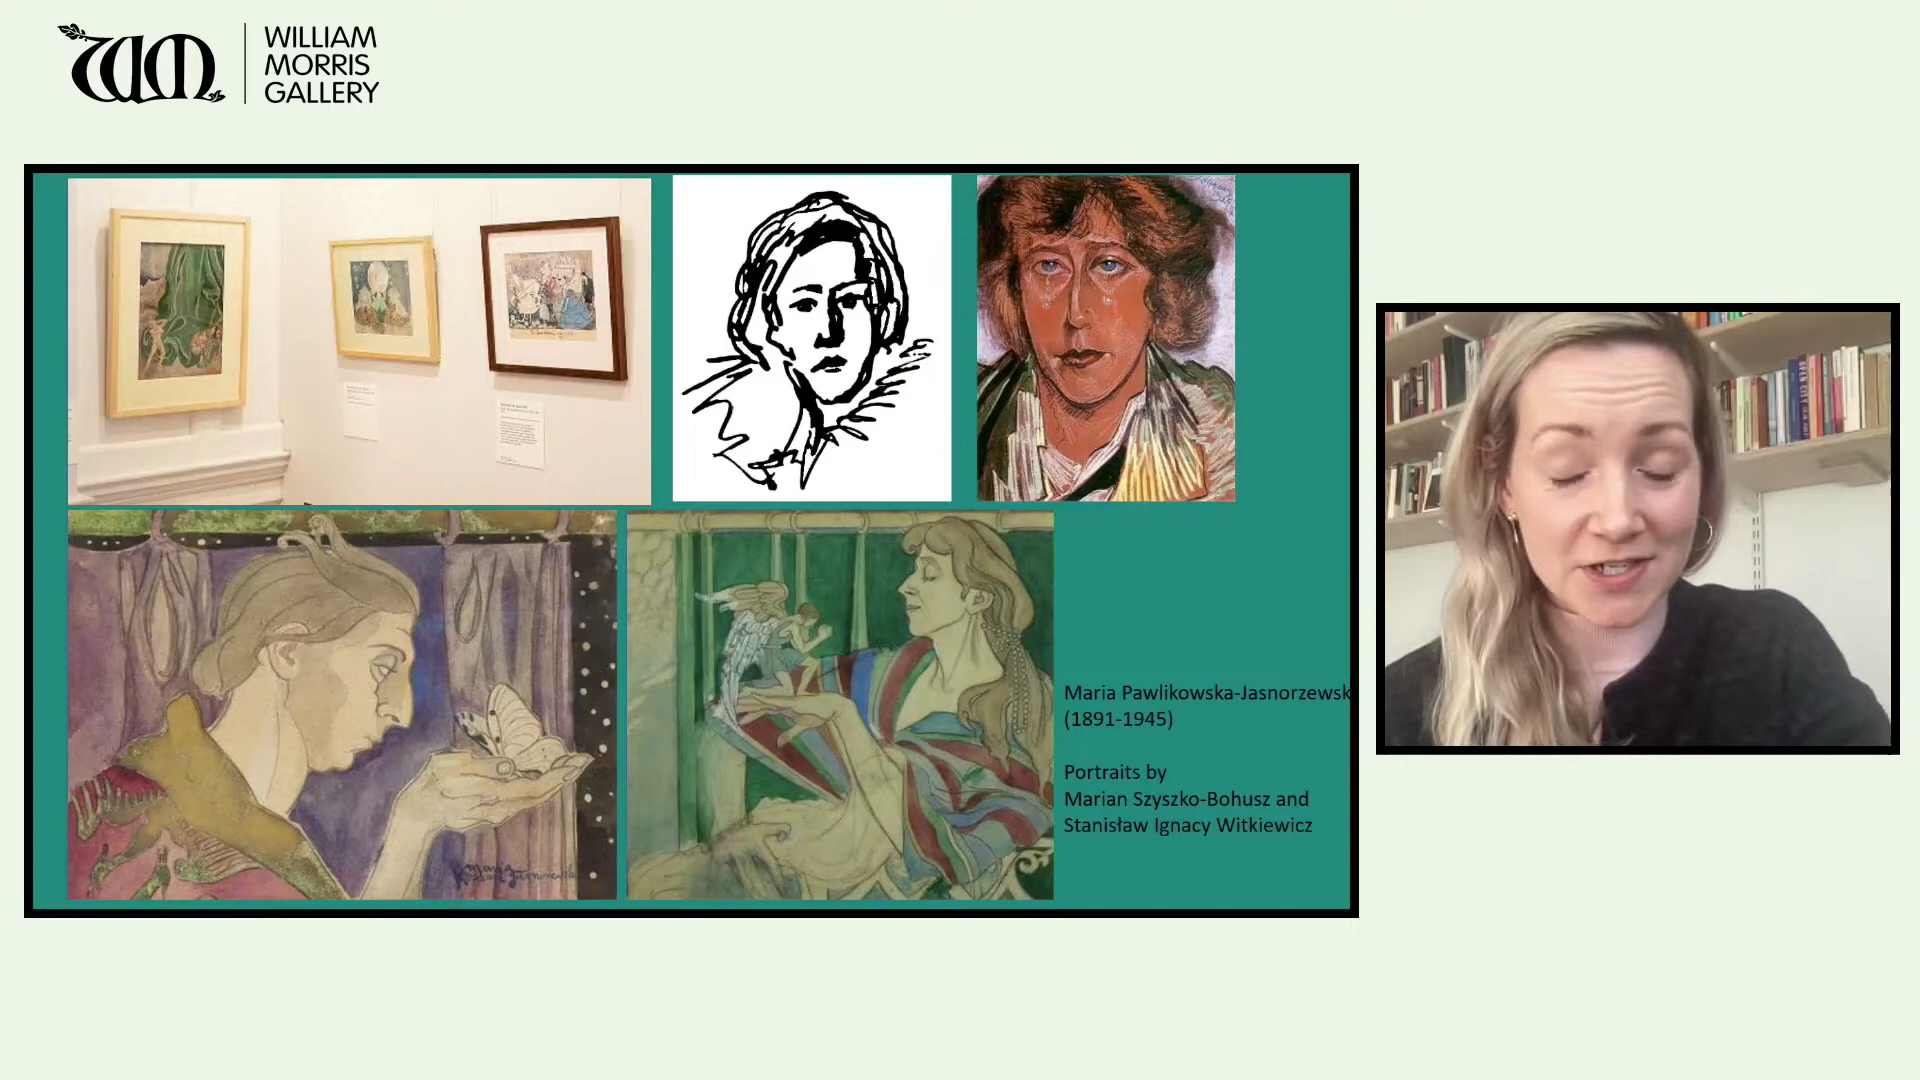 WILLIAM
MORRIS
GALLERY
Maria Pawlikowska-Jasnorzewsk
(1891-1945)
Portraits by
Marian Szyszko-Bohusz and
Stanisław Ignacy Witkiewicz